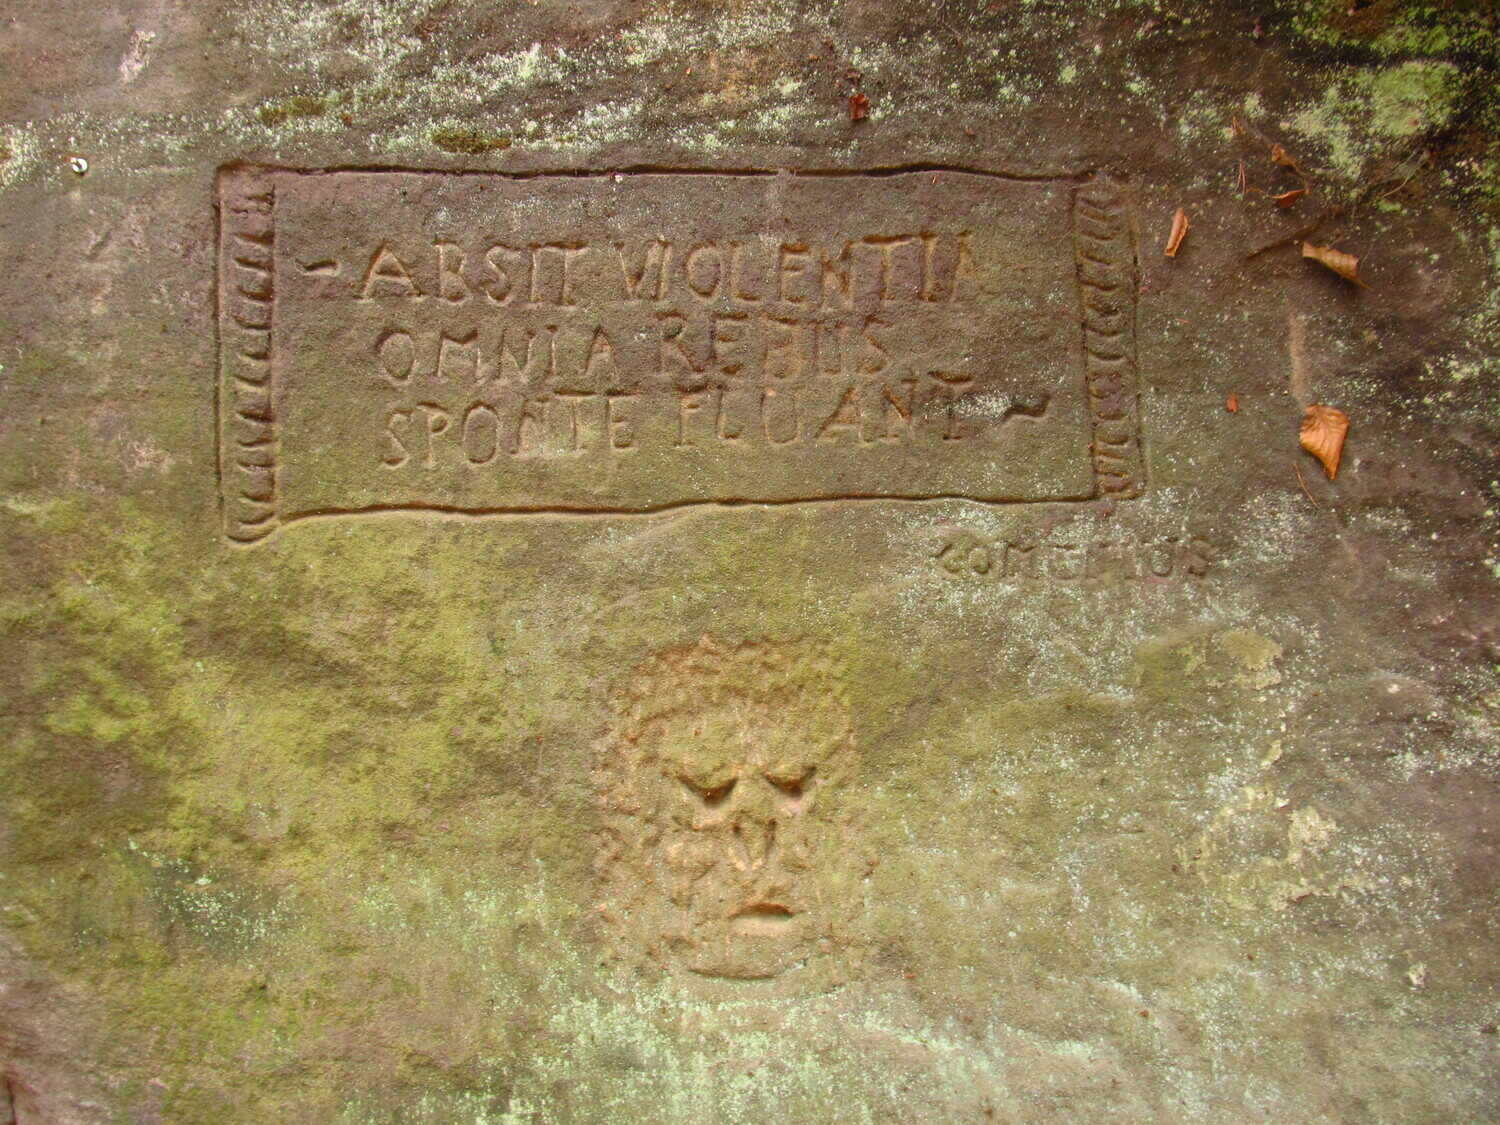 ~ ABSIT VIOLENTIA
OMNIA REBUS
SPONTE FLUANT ~
COMENIUS